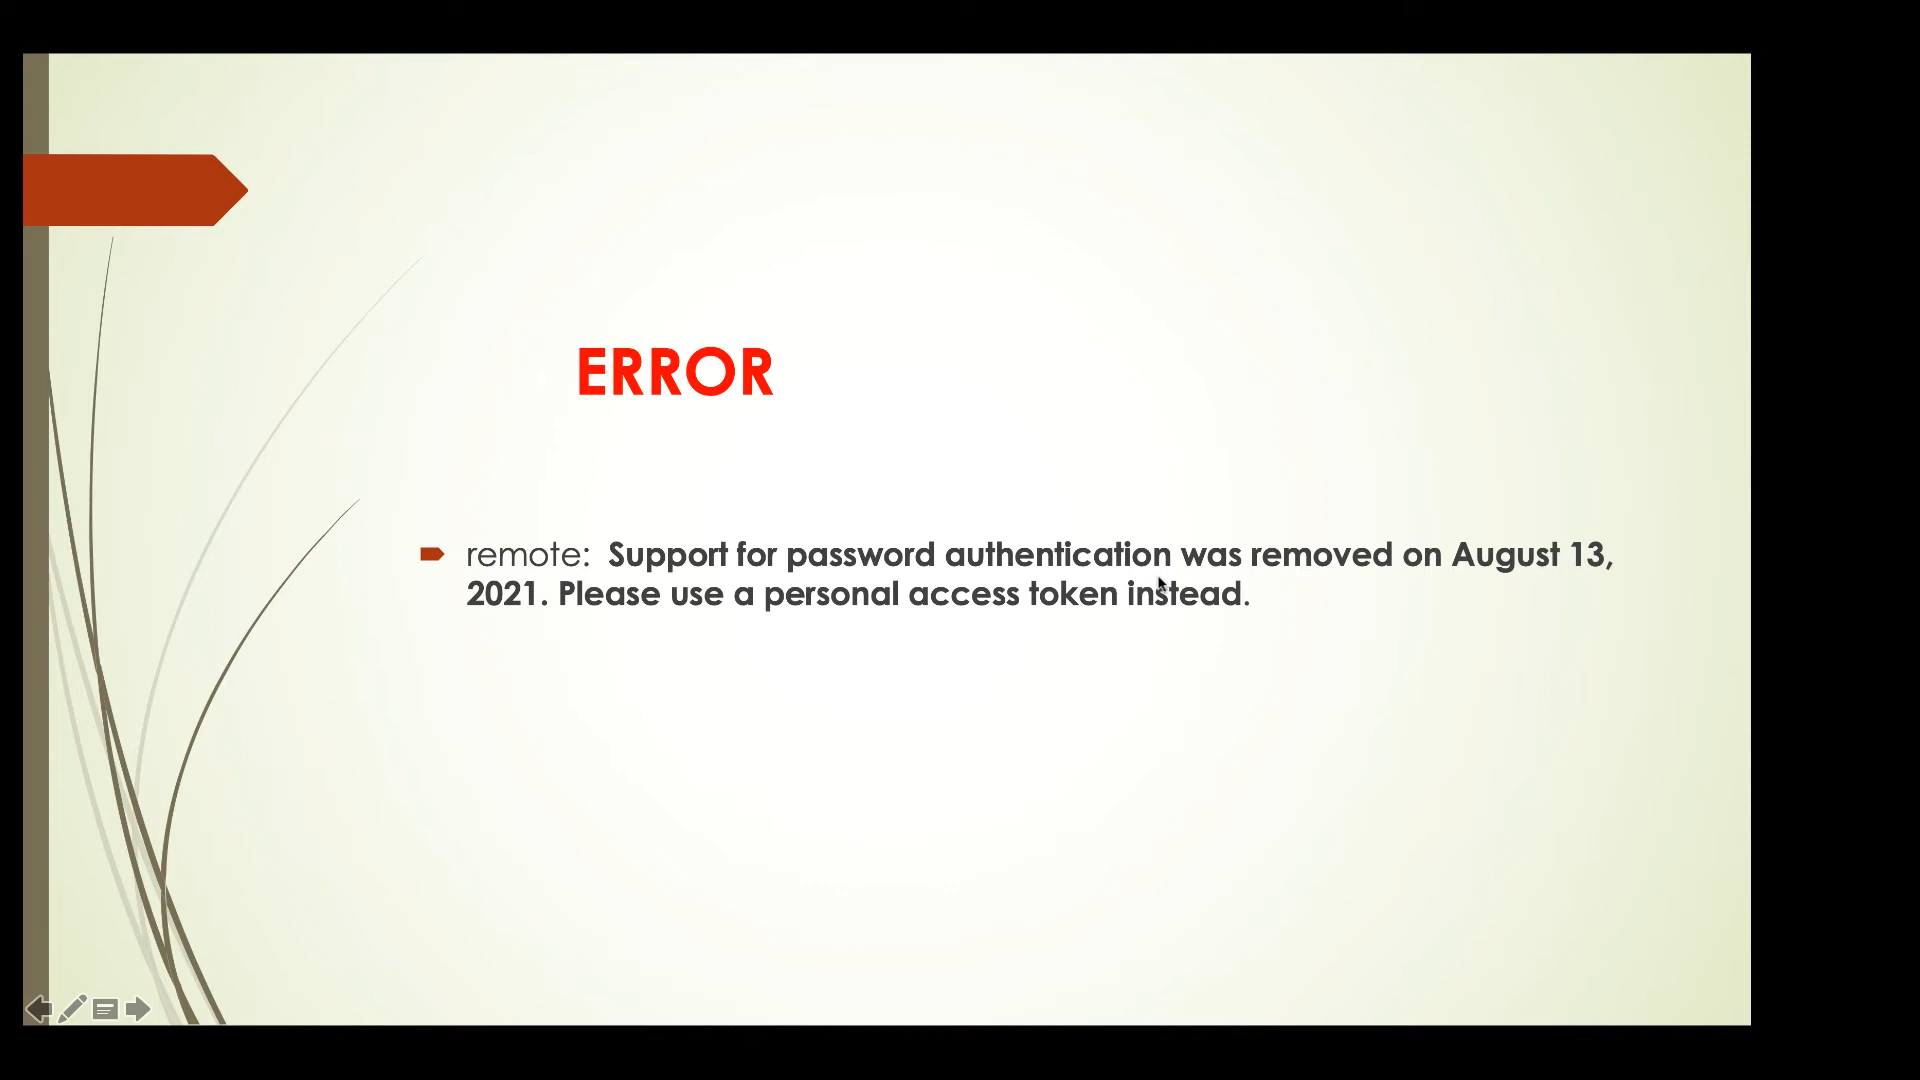 ERROR
remote: Support for password authentication was removed on August 13,
2021. Please use a personal access token instead.